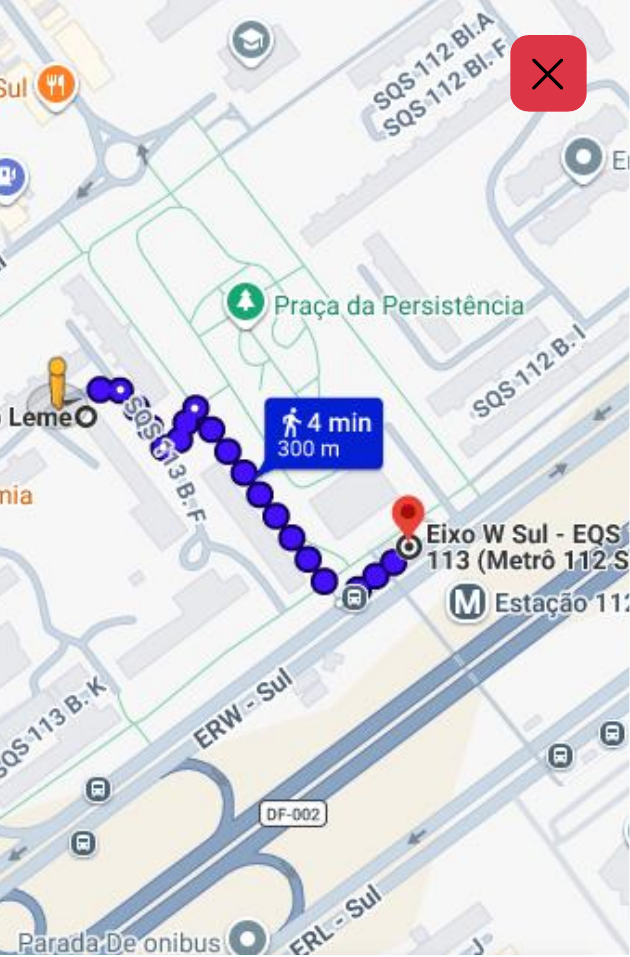 SQS 112 Bl.A
SQS 112 Bl. F
Sul
Praça da Persistência
SQS 112 B. I
Leme
SQS 113 B. F
4 min
300 m
Eixo W Sul - EQS
113 (Metrô 112 S
M
Estação 112
ERW - Sul
SQS 113 B. K
DF-002
ERL - Sul
Parada De onibus